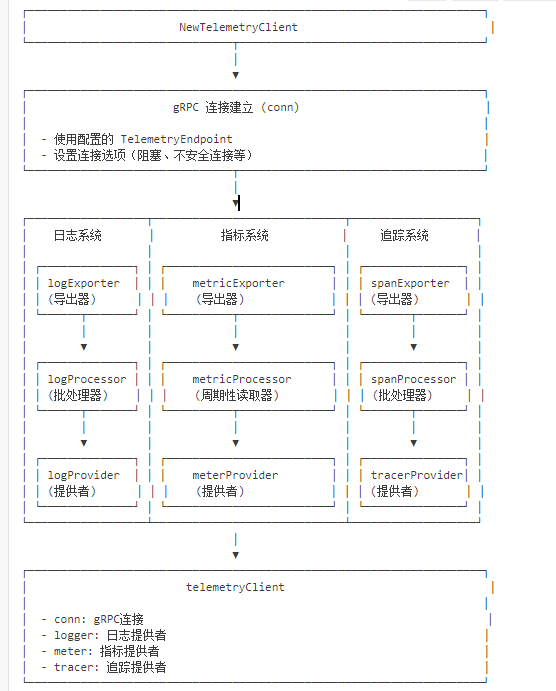 NewTelemetryClient
gRPC 连接建立 (conn)
- 使用配置的 TelemetryEndpoint
- 设置连接选项（阻塞、不安全连接等）
日志系统 指标系统 追踪系统
logExporter metricExporter spanExporter
(导出器) (导出器) (导出器)
logProcessor metricProcessor spanProcessor
(批处理器) (周期性读取器) (批处理器)
logProvider meterProvider tracerProvider
(提供者) (提供者) (提供者)
telemetryClient
- conn: gRPC连接
- logger: 日志提供者
- meter: 指标提供者
- tracer: 追踪提供者